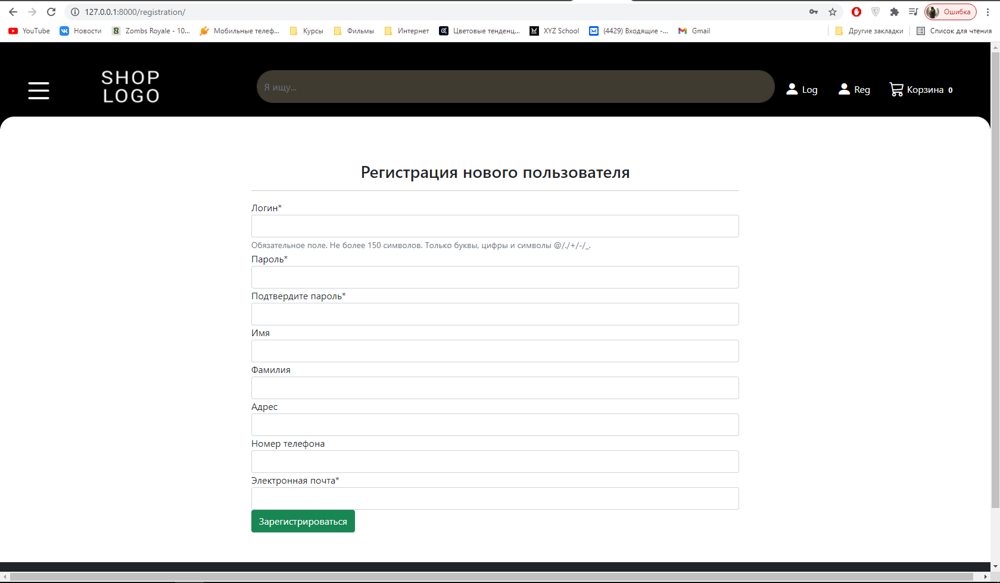 127.0.0.1:8000/registration/
Ошибка
YouTube
Новости
Zombs Royale - 10...
Мобильные телеф...
Курсы
Фильмы
Интернет
Цветовые тенденц...
XYZ School
(4429) Входящие -...
Gmail
Другие закладки
Список для чтения
SHOP
LOGO
Я ищу...
Log
Reg
Корзина 0
Регистрация нового пользователя
Логин*
Обязательное поле. Не более 150 символов. Только буквы, цифры и символы @/./+/-/_.
Пароль*
Подтвердите пароль*
Имя
Фамилия
Адрес
Номер телефона
Электронная почта*
Зарегистрироваться